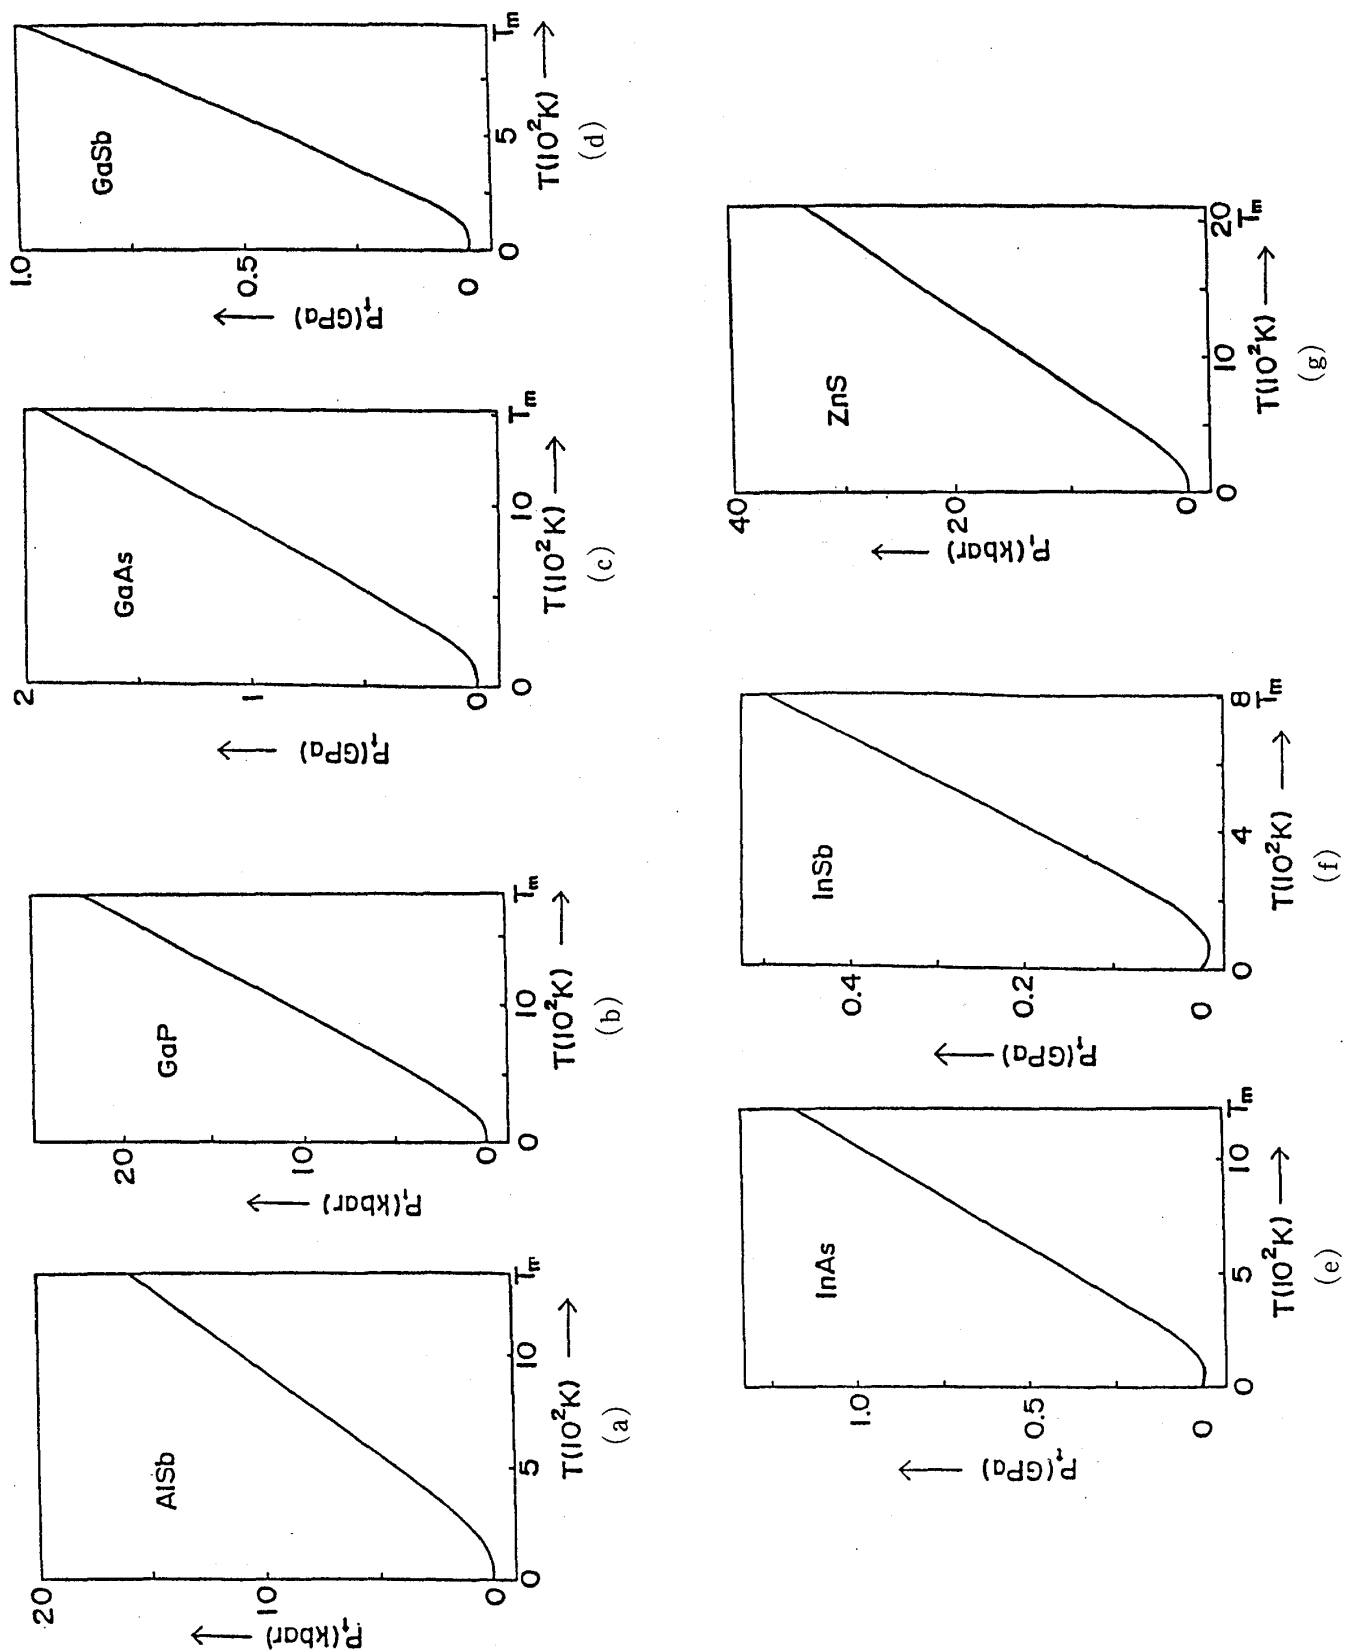 AlSb
20
10
0
P_t(kbar)
0
5
10
T_m
T(10²K)
(a)
GaP
20
10
0
P_t(kbar)
0
10
T_m
T(10²K)
(b)
GaAs
2
1
0
P_t(GPa)
0
10
T_m
T(10²K)
(c)
GaSb
1.0
0.5
0
P_t(GPa)
0
5
T_m
T(10²K)
(d)
InAs
1.0
0.5
0
P_t(GPa)
0
5
10
T_m
T(10²K)
(e)
InSb
0.4
0.2
0
P_t(GPa)
0
4
8
T_m
T(10²K)
(f)
ZnS
40
20
0
P_t(kbar)
0
10
20
T_m
T(10²K)
(g)